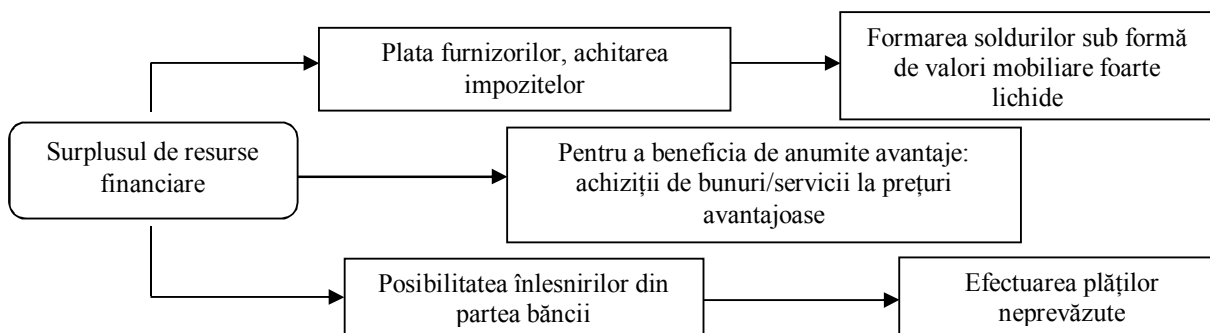 Plata furnizorilor, achitarea
impozitelor
Formarea soldurilor sub formă
de valori mobiliare foarte
lichide
Surplusul de resurse
financiare
Pentru a beneficia de anumite avantaje:
achiziții de bunuri/servicii la prețuri
avantajoase
Posibilitatea înlesnirilor din
partea băncii
Efectuarea plăților
neprevăzute